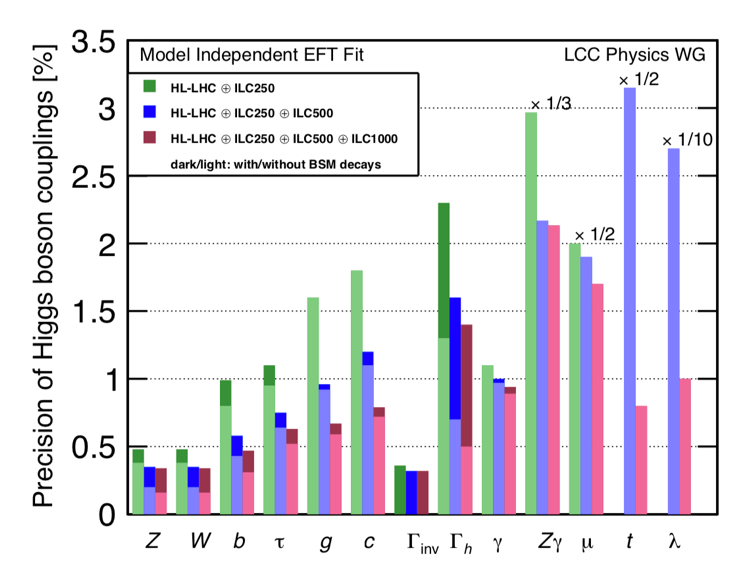 Precision of Higgs boson couplings [%]
3.5
3
2.5
2
1.5
1
0.5
0
Model Independent EFT Fit
LCC Physics WG
HL-LHC ⊕ ILC250
HL-LHC ⊕ ILC250 ⊕ ILC500
HL-LHC ⊕ ILC250 ⊕ ILC500 ⊕ ILC1000
dark/light: with/without BSM decays
× 1/3
× 1/2
× 1/2
× 1/10
Z W b τ g c Γinv Γh γ Zγ μ t λ